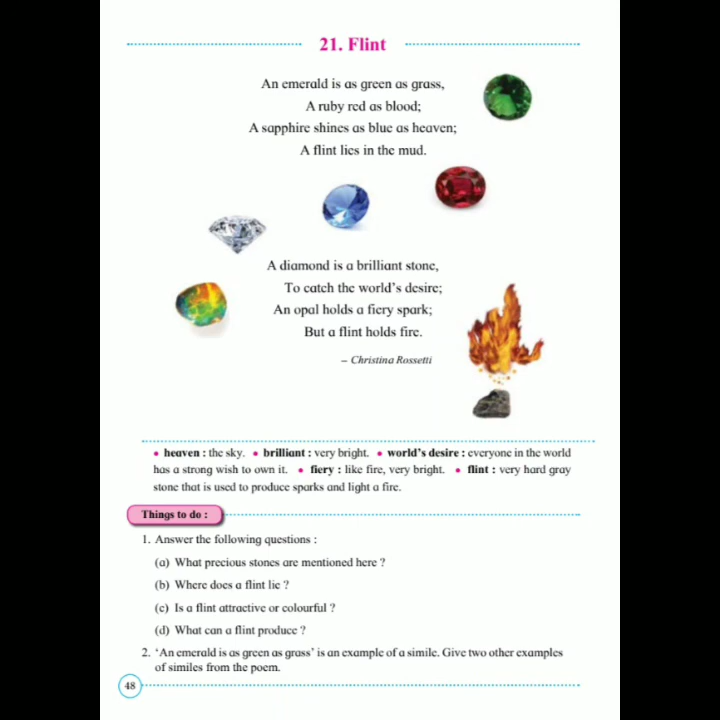 21. Flint
An emerald is as green as grass,
A ruby red as blood;
A sapphire shines as blue as heaven;
A flint lies in the mud.
A diamond is a brilliant stone,
To catch the world's desire;
An opal holds a fiery spark;
But a flint holds fire.
– Christina Rossetti
• heaven : the sky. • brilliant : very bright. • world's desire : everyone in the world
has a strong wish to own it. • fiery : like fire, very bright. • flint : very hard gray
stone that is used to produce sparks and light a fire.
Things to do :
1. Answer the following questions :
(a) What precious stones are mentioned here ?
(b) Where does a flint lie ?
(c) Is a flint attractive or colourful ?
(d) What can a flint produce ?
2. 'An emerald is as green as grass' is an example of a simile. Give two other examples
of similes from the poem.
48